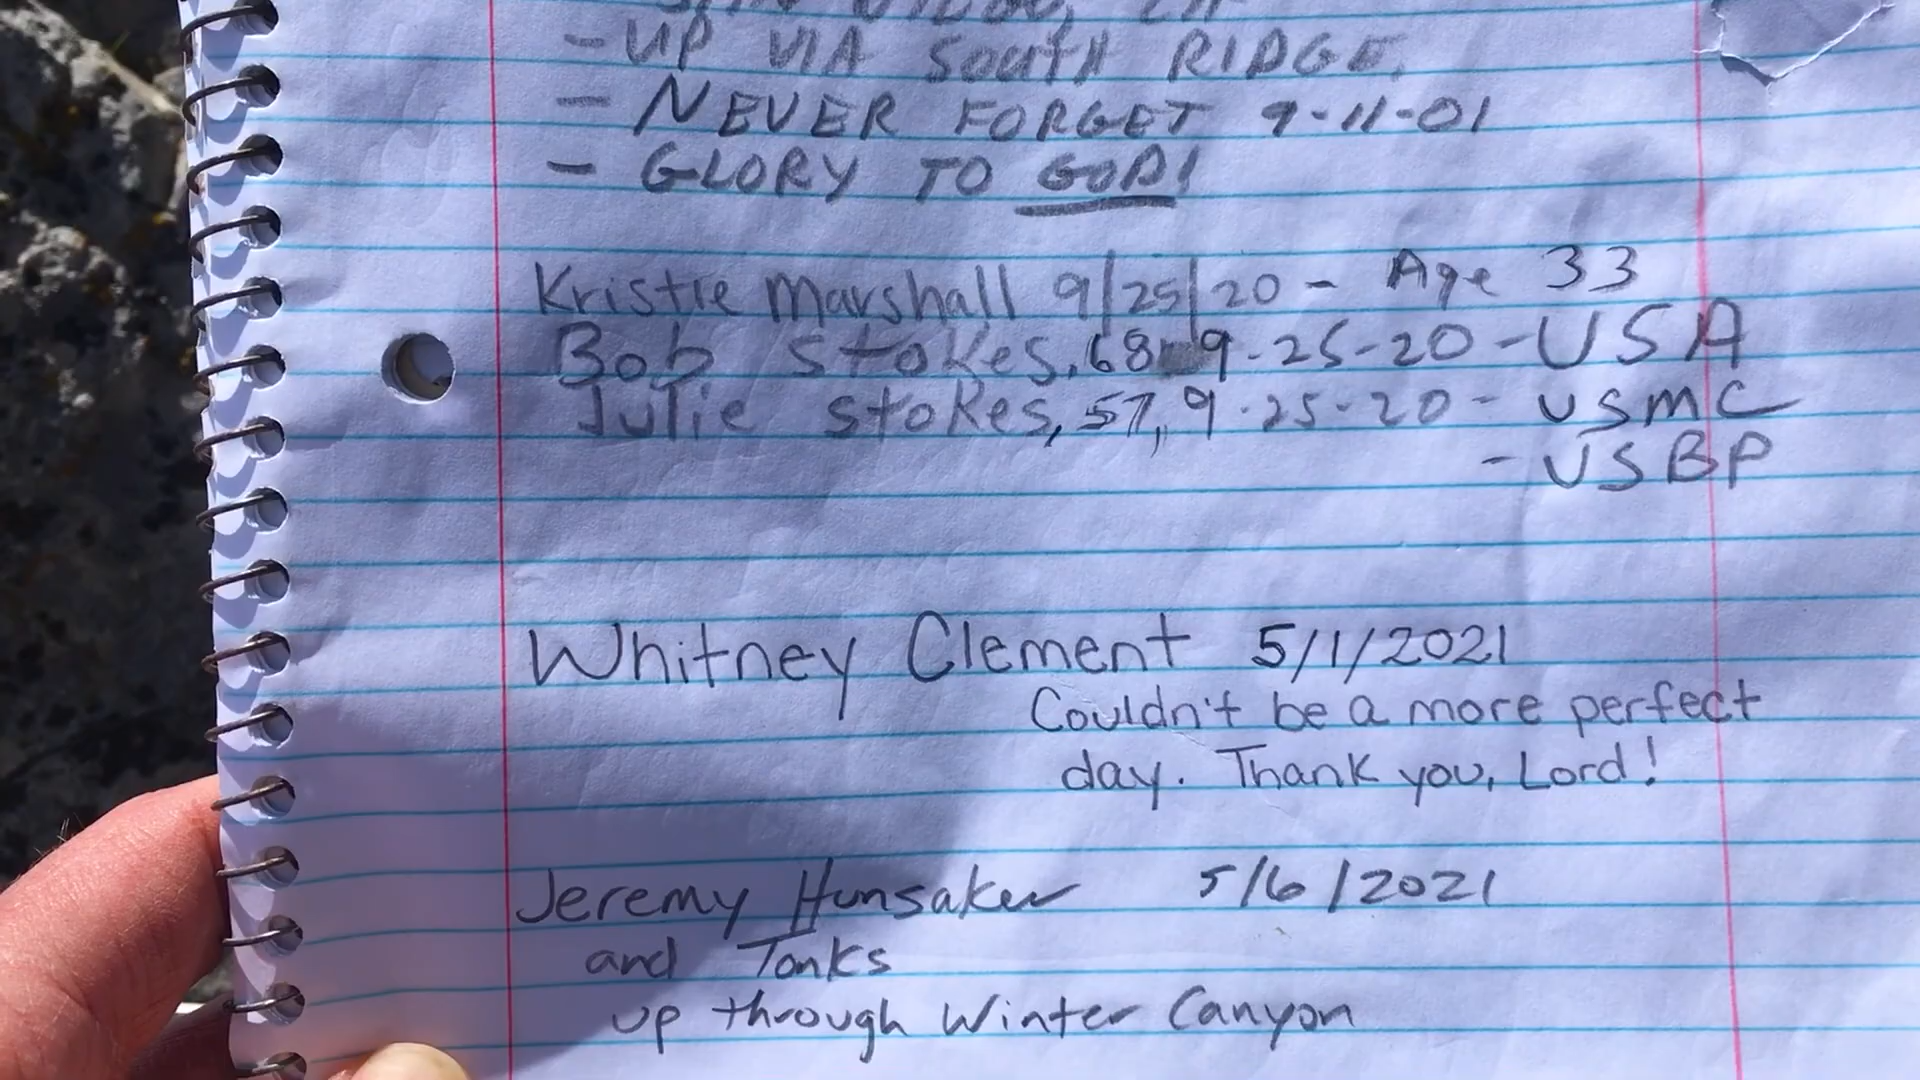 - UP VIA SOUTH RIDGE.
- NEVER FORGET 9-11-01
- GLORY TO GOD!
Kristie Marshall 9/25/20 - Age 33
Bob Stokes, 68 9-25-20 - USA
Julie Stokes, 57, 9-25-20 - USMC
- USBP
Whitney Clement 5/1/2021
Couldn't be a more perfect
day. Thank you, Lord!
Jeremy Hunsaker 5/6/2021
and Tonks
up through Winter Canyon